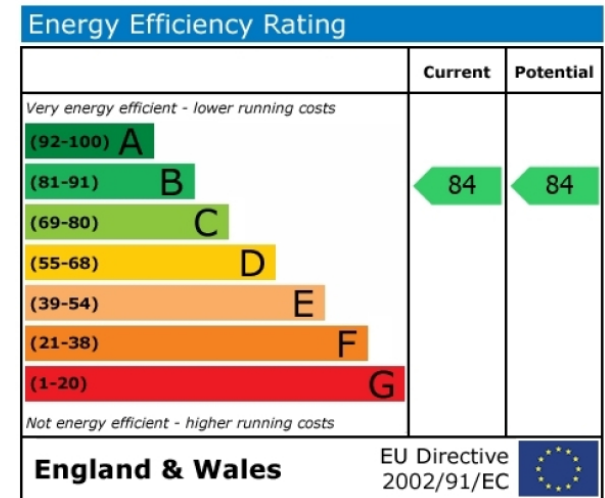 Energy Efficiency Rating
Current Potential
Very energy efficient - lower running costs
(92-100) A
(81-91) B 84 84
(69-80) C
(55-68) D
(39-54) E
(21-38) F
(1-20) G
Not energy efficient - higher running costs
England & Wales
EU Directive
2002/91/EC